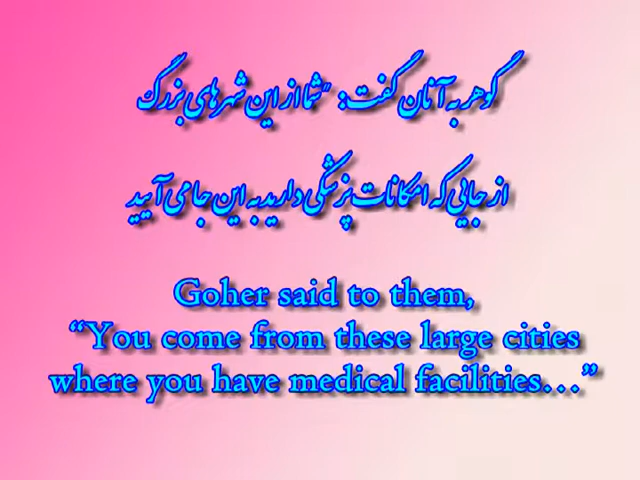 گوهر به آنان گفت: "شما از این شهرهای بزرگ
از جایی که امکانات پزشکی دارید به این جا می آیید
Goher said to them,
“You come from these large cities
where you have medical facilities...”